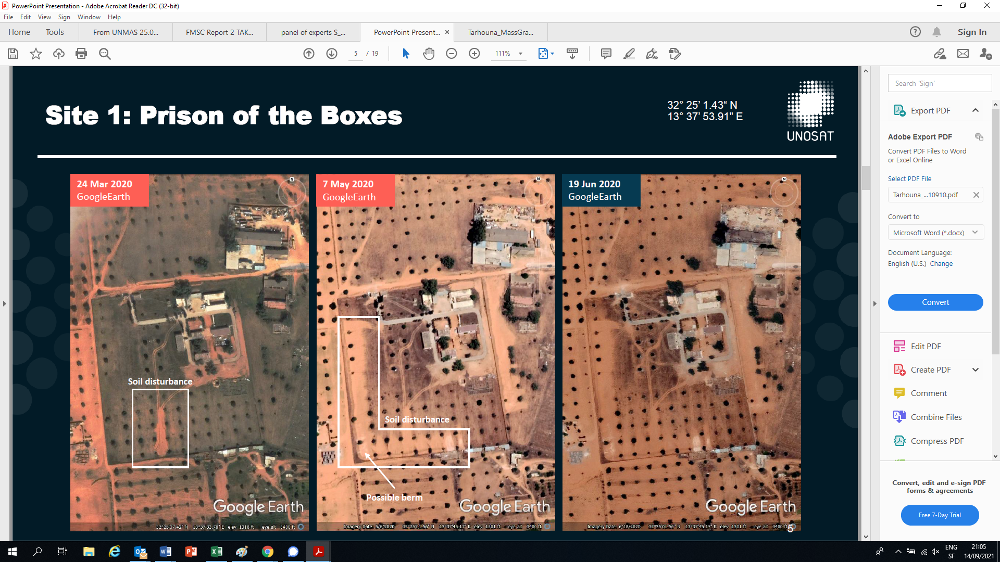 PowerPoint Presentation - Adobe Acrobat Reader DC (32-bit)
File Edit View Sign Window Help
Home Tools From UNMAS 25.0... FMSC Report 2 TAK... panel of experts S_... PowerPoint Present... Tarhouna_MassGra... Sign In
5 / 19 111%
Site 1: Prison of the Boxes
32° 25’ 1.43“ N
13° 37’ 53.91" E
UNOSAT
24 Mar 2020
GoogleEarth
Soil disturbance
Google Earth
32°25'07.42" N 13°37'33.78" E elev 1318 ft eye alt 3400 ft
7 May 2020
GoogleEarth
Soil disturbance
Possible berm
Google Earth
Imagery Date: 5/6/2020 32°25'01.56" N 13°37'45.17" E elev 1301 ft eye alt 3400 ft
19 Jun 2020
GoogleEarth
Google Earth
Imagery Date: 6/18/2020 32°25'01.56" N 13°37'45.17" E elev 1301 ft eye alt 3400 ft
5
Search 'Sign'
Export PDF
Adobe Export PDF
Convert PDF Files to Word
or Excel Online
Select PDF File
Tarhouna_...10910.pdf
Convert to
Microsoft Word (*.docx)
Document Language:
English (U.S.) Change
Convert
Edit PDF
Create PDF
Comment
Combine Files
Compress PDF
Convert, edit and e-sign PDF
forms & agreements
Free 7-Day Trial
ENG
SF
21:05
14/09/2021